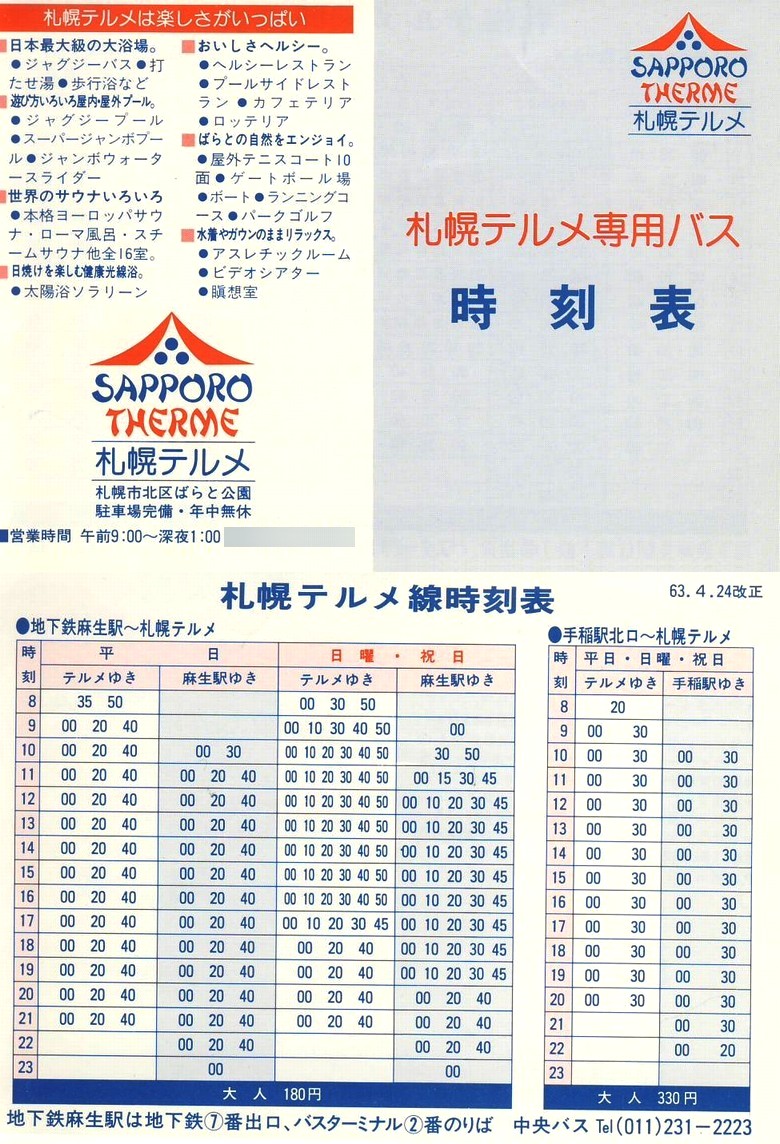 札幌テルメは楽しさがいっぱい
■日本最大級の大浴場。
●ジャグジーバス●打
たせ湯●歩行浴など
■遊び方いろいろ屋内・屋外プール。
●ジャグジープール
●スーパージャンボプー
ル●ジャンボウォータ
ースライダー
■世界のサウナいろいろ
●本格ヨーロッパサウ
ナ・ローマ風呂・スチ
ームサウナ他全16室。
■日焼けを楽しむ健康光線浴。
●太陽浴ソラリーン
■おいしさヘルシー。
●ヘルシーレストラン
●プールサイドレスト
ラン●カフェテリア
●ロッテリア
■ばらとの自然をエンジョイ。
●屋外テニスコート10
面●ゲートボール場
●ボート●ランニングコ
ース●パークゴルフ
■水着やガウンのままリラックス。
●アスレチックルーム
●ビデオシアター
●瞑想室
SAPPORO
THERME
札幌テルメ
札幌市北区ばらと公園
駐車場完備・年中無休
■営業時間 午前9:00〜深夜1:00
SAPPORO
THERME
札幌テルメ
札幌テルメ専用バス
時刻表
札幌テルメ線時刻表
63.4.24改正
●地下鉄麻生駅〜札幌テルメ
時刻 平日 日曜・祝日
テルメゆき 麻生駅ゆき テルメゆき 麻生駅ゆき
8 35 50 00 30 50
9 00 20 40 00 10 30 40 50 00
10 00 20 40 00 30 00 10 20 30 40 50 30 50
11 00 20 40 00 20 40 00 10 20 30 40 50 00 15 30 45
12 00 20 40 00 20 40 00 10 20 30 40 50 00 10 20 30 45
13 00 20 40 00 20 40 00 10 20 30 40 50 00 10 20 30 45
14 00 20 40 00 20 40 00 10 20 30 40 50 00 10 20 30 45
15 00 20 40 00 20 40 00 10 20 30 40 50 00 10 20 30 45
16 00 20 40 00 20 40 00 10 20 30 40 50 00 10 20 30 45
17 00 20 40 00 20 40 00 10 20 30 45 00 10 20 30 45
18 00 20 40 00 20 40 00 20 40 00 10 20 30 45
19 00 20 40 00 20 40 00 20 40 00 10 20 30 45
20 00 20 40 00 20 40 00 20 40 00 20 40
21 00 20 40 00 20 40 00 20 40 00 20 40
22 00 20 40 00 20 40
23 00 00
大人 180円
●手稲駅北口〜札幌テルメ
時刻 平日・日曜・祝日
テルメゆき 手稲駅ゆき
8 20
9 00 30
10 00 30 00 30
11 00 30 00 30
12 00 30 00 30
13 00 30 00 30
14 00 30 00 30
15 00 30 00 30
16 00 30 00 30
17 00 30 00 30
18 00 30 00 30
19 00 30 00 30
20 00 30 00 30
21 00 30
22 00 20
23
大人 330円
地下鉄麻生駅は地下鉄⑦番出口、バスターミナル②番のりば 中央バス Tel(011)231-2223